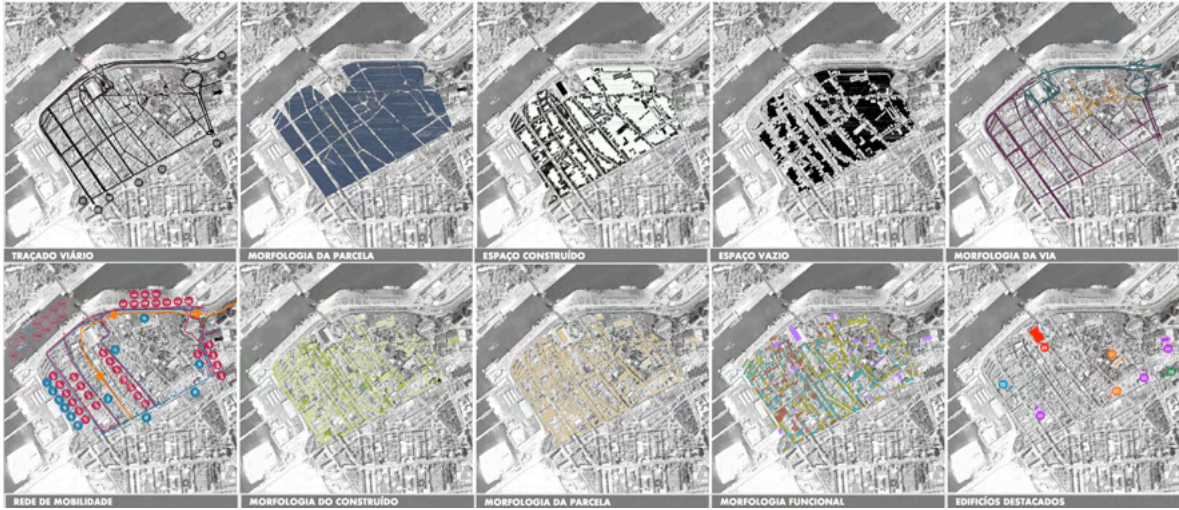 TRAÇADO VIÁRIO
MORFOLOGIA DA PARCELA
ESPAÇO CONSTRUÍDO
ESPAÇO VAZIO
MORFOLOGIA DA VIA
REDE DE MOBILIDADE
MORFOLOGIA DO CONSTRUÍDO
MORFOLOGIA DA PARCELA
MORFOLOGIA FUNCIONAL
EDIFICÍOS DESTACADOS